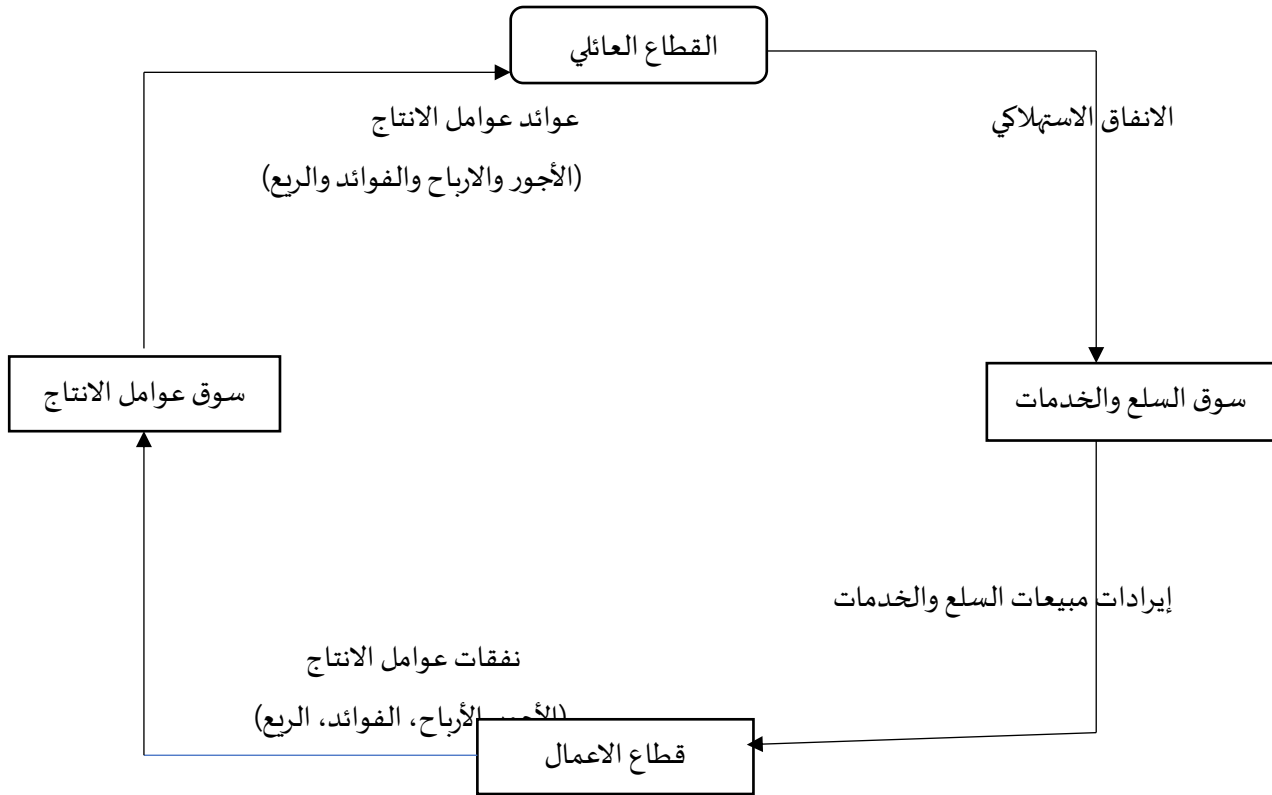 القطاع العائلي
عوائد عوامل الانتاج
الانفاق الاستهلاكي
(الأجور والارباح والفوائد والريع)
سوق عوامل الانتاج
سوق السلع والخدمات
إيرادات مبيعات السلع والخدمات
نفقات عوامل الانتاج
الأرباح، الفوائد، الريع)
قطاع الاعمال